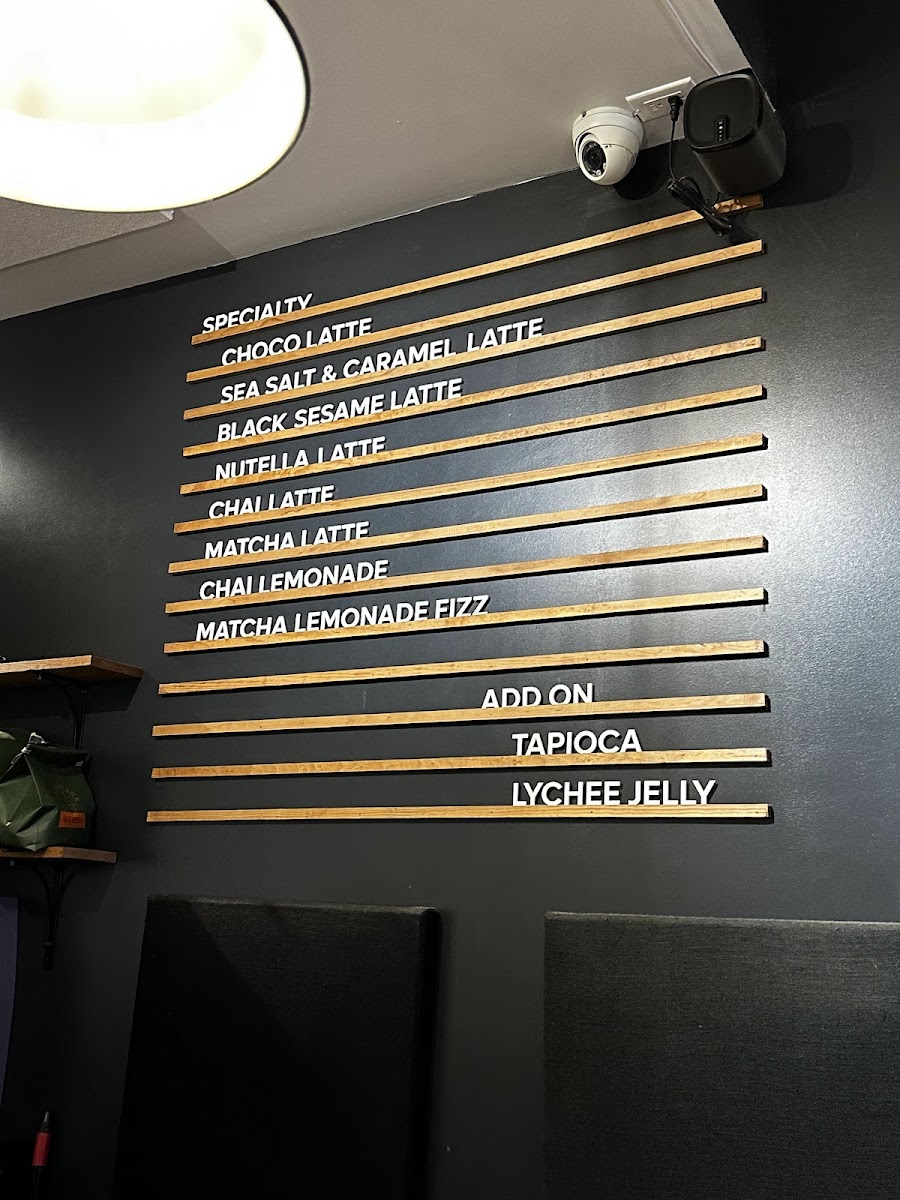 SPECIALTY
CHOCO LATTE
SEA SALT & CARAMEL LATTE
BLACK SESAME LATTE
NUTELLA LATTE
CHAI LATTE
MATCHA LATTE
CHAI LEMONADE
MATCHA LEMONADE FIZZ
ADD ON
TAPIOCA
LYCHEE JELLY